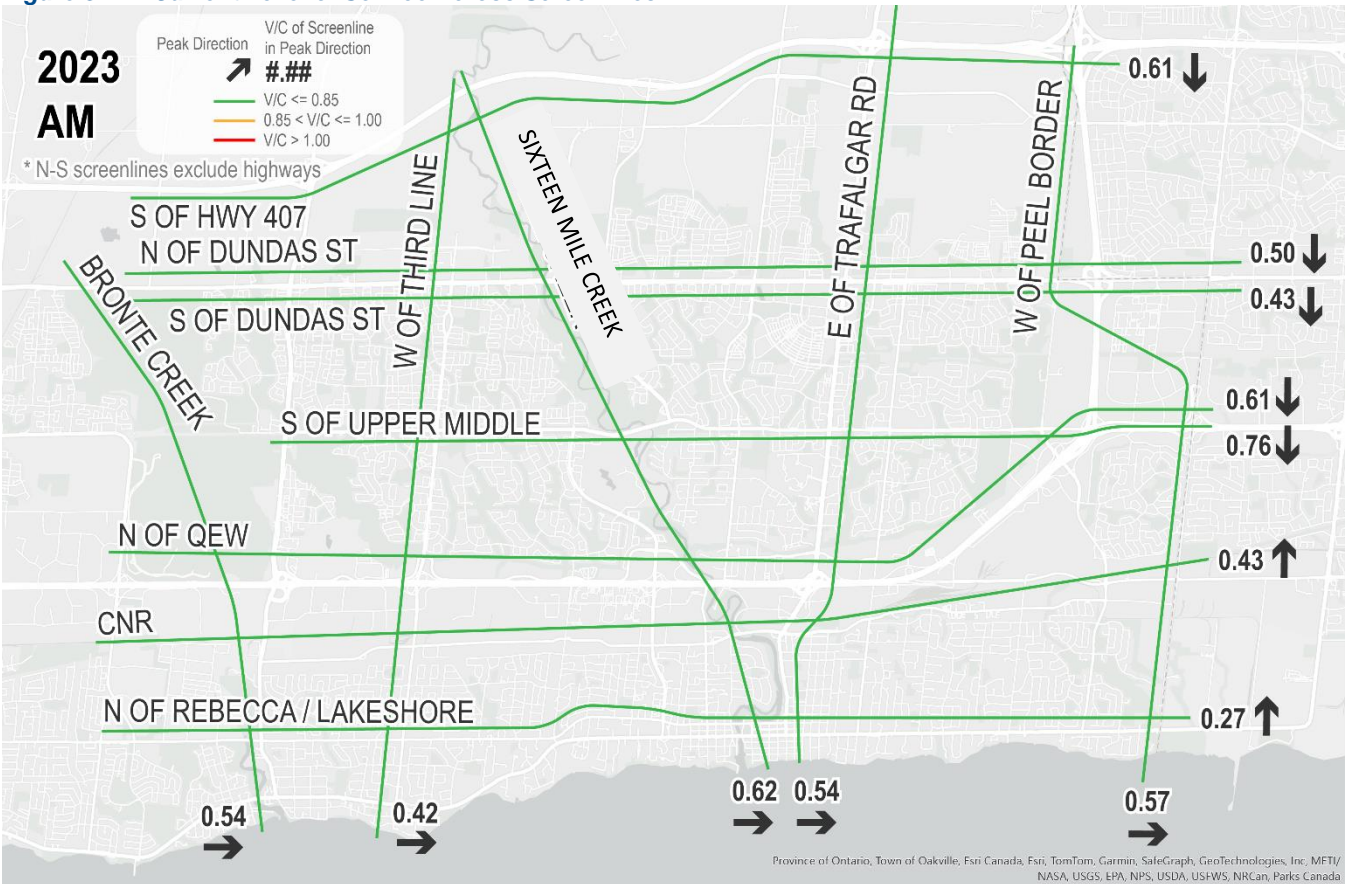 2023
AM
Peak Direction
V/C of Screenline
in Peak Direction
#.##
V/C <= 0.85
0.85 < V/C <= 1.00
V/C > 1.00
* N-S screenlines exclude highways
0.61
S OF HWY 407
N OF DUNDAS ST
0.50
S OF DUNDAS ST
0.43
BRONTE CREEK
W OF THIRD LINE
SIXTEEN MILE CREEK
E OF TRAFALGAR RD
W OF PEEL BORDER
0.61
S OF UPPER MIDDLE
0.76
N OF QEW
0.43
CNR
N OF REBECCA / LAKESHORE
0.27
0.54
0.42
0.62
0.54
0.57
Province of Ontario, Town of Oakville, Esri Canada, Esri, TomTom, Garmin, SafeGraph, GeoTechnologies, Inc, METI/
NASA, USGS, EPA, NPS, USDA, USFWS, NRCan, Parks Canada